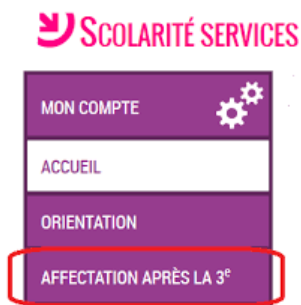 SCOLARITÉ SERVICES
MON COMPTE
ACCUEIL
ORIENTATION
AFFECTATION APRÈS LA 3e